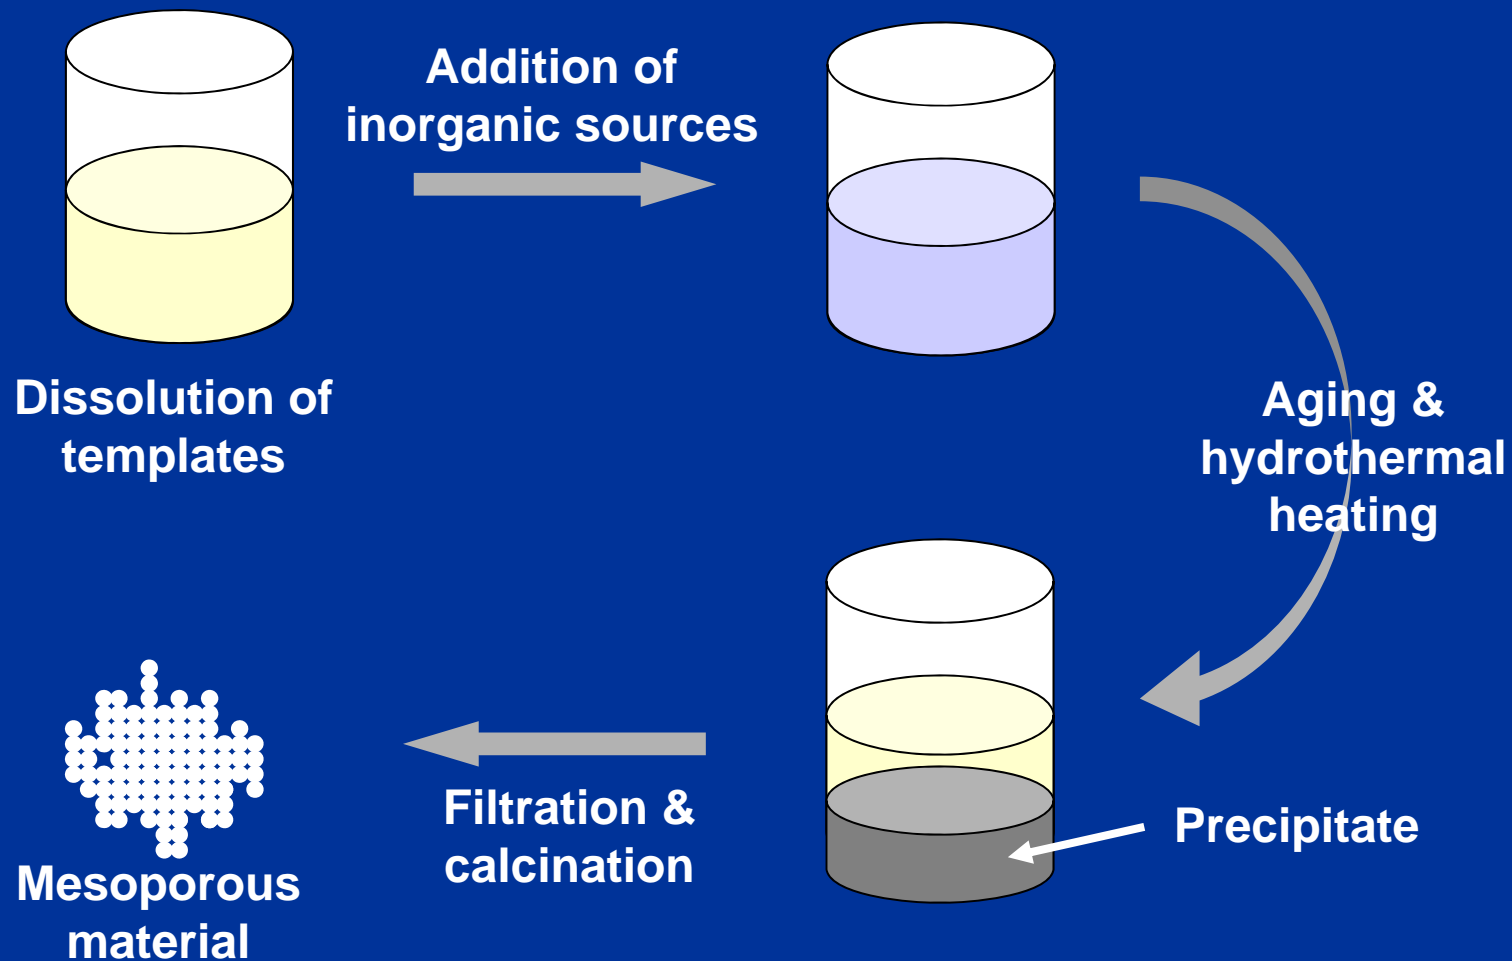 Addition of
inorganic sources
Dissolution of
templates
Aging &
hydrothermal
heating
Precipitate
Filtration &
calcination
Mesoporous
material